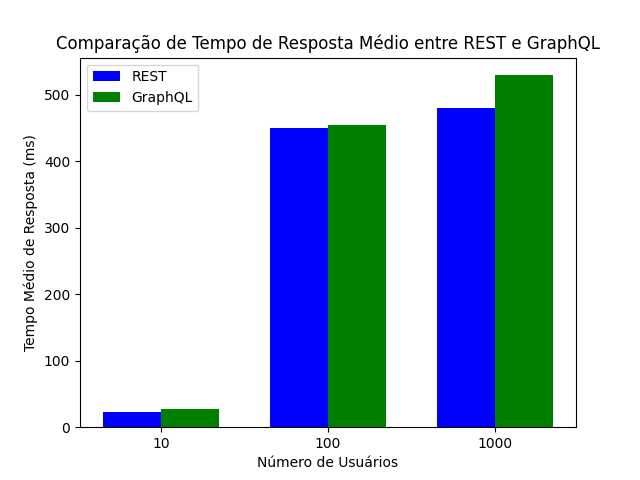 Comparação de Tempo de Resposta Médio entre REST e GraphQL
REST
GraphQL
Tempo Médio de Resposta (ms)
500
400
300
200
100
0
10
100
1000
Número de Usuários